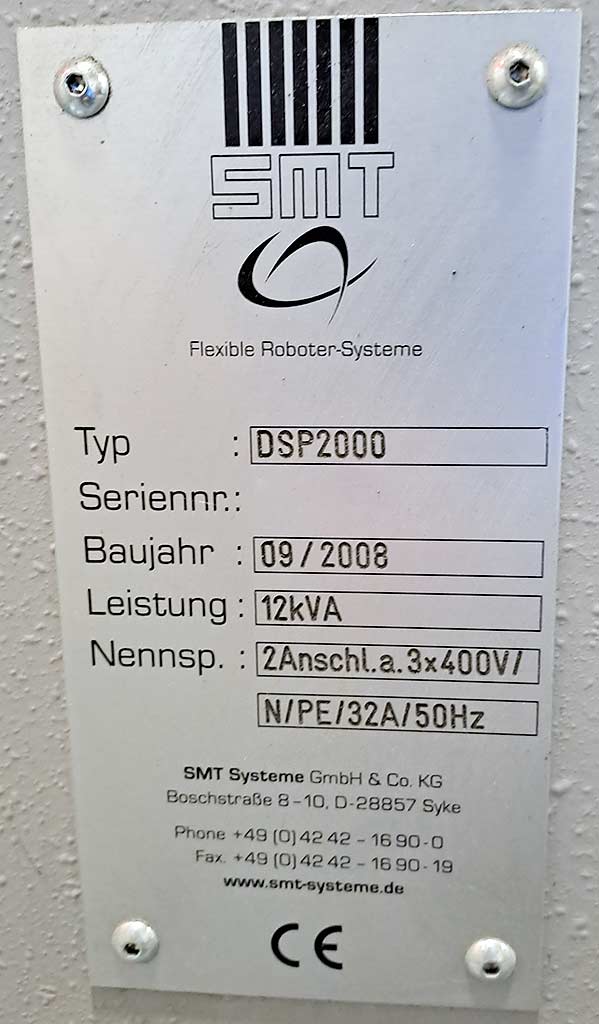 SMT
Flexible Roboter-Systeme
Typ : DSP2000
Seriennr.:
Baujahr : 09/2008
Leistung : 12kVA
Nennsp. : 2Anschl.a.3x400V/
N/PE/32A/50Hz
SMT Systeme GmbH & Co. KG
Boschstraße 8-10, D-28857 Syke
Phone +49 (0) 42 42 - 16 90-0
Fax. +49 (0) 42 42 - 16 90-19
www.smt-systeme.de
CE